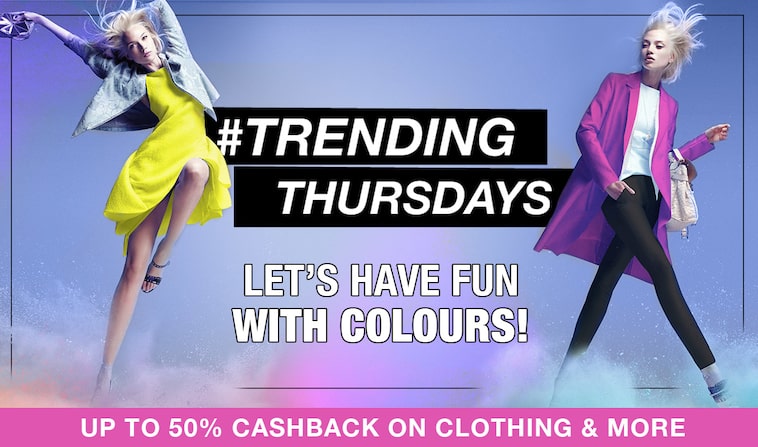 #TRENDING
THURSDAYS
LET'S HAVE FUN
WITH COLOURS!
UP TO 50% CASHBACK ON CLOTHING & MORE